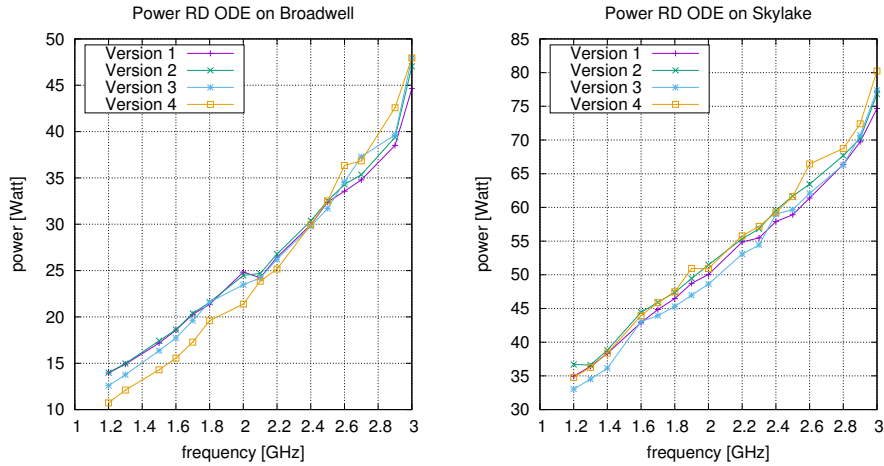 Power RD ODE on Broadwell
50
45
40
35
30
25
20
15
10
power [Watt]
Version 1
Version 2
Version 3
Version 4
1 1.2 1.4 1.6 1.8 2 2.2 2.4 2.6 2.8 3
frequency [GHz]
Power RD ODE on Skylake
85
80
75
70
65
60
55
50
45
40
35
30
power [Watt]
Version 1
Version 2
Version 3
Version 4
1 1.2 1.4 1.6 1.8 2 2.2 2.4 2.6 2.8 3
frequency [GHz]